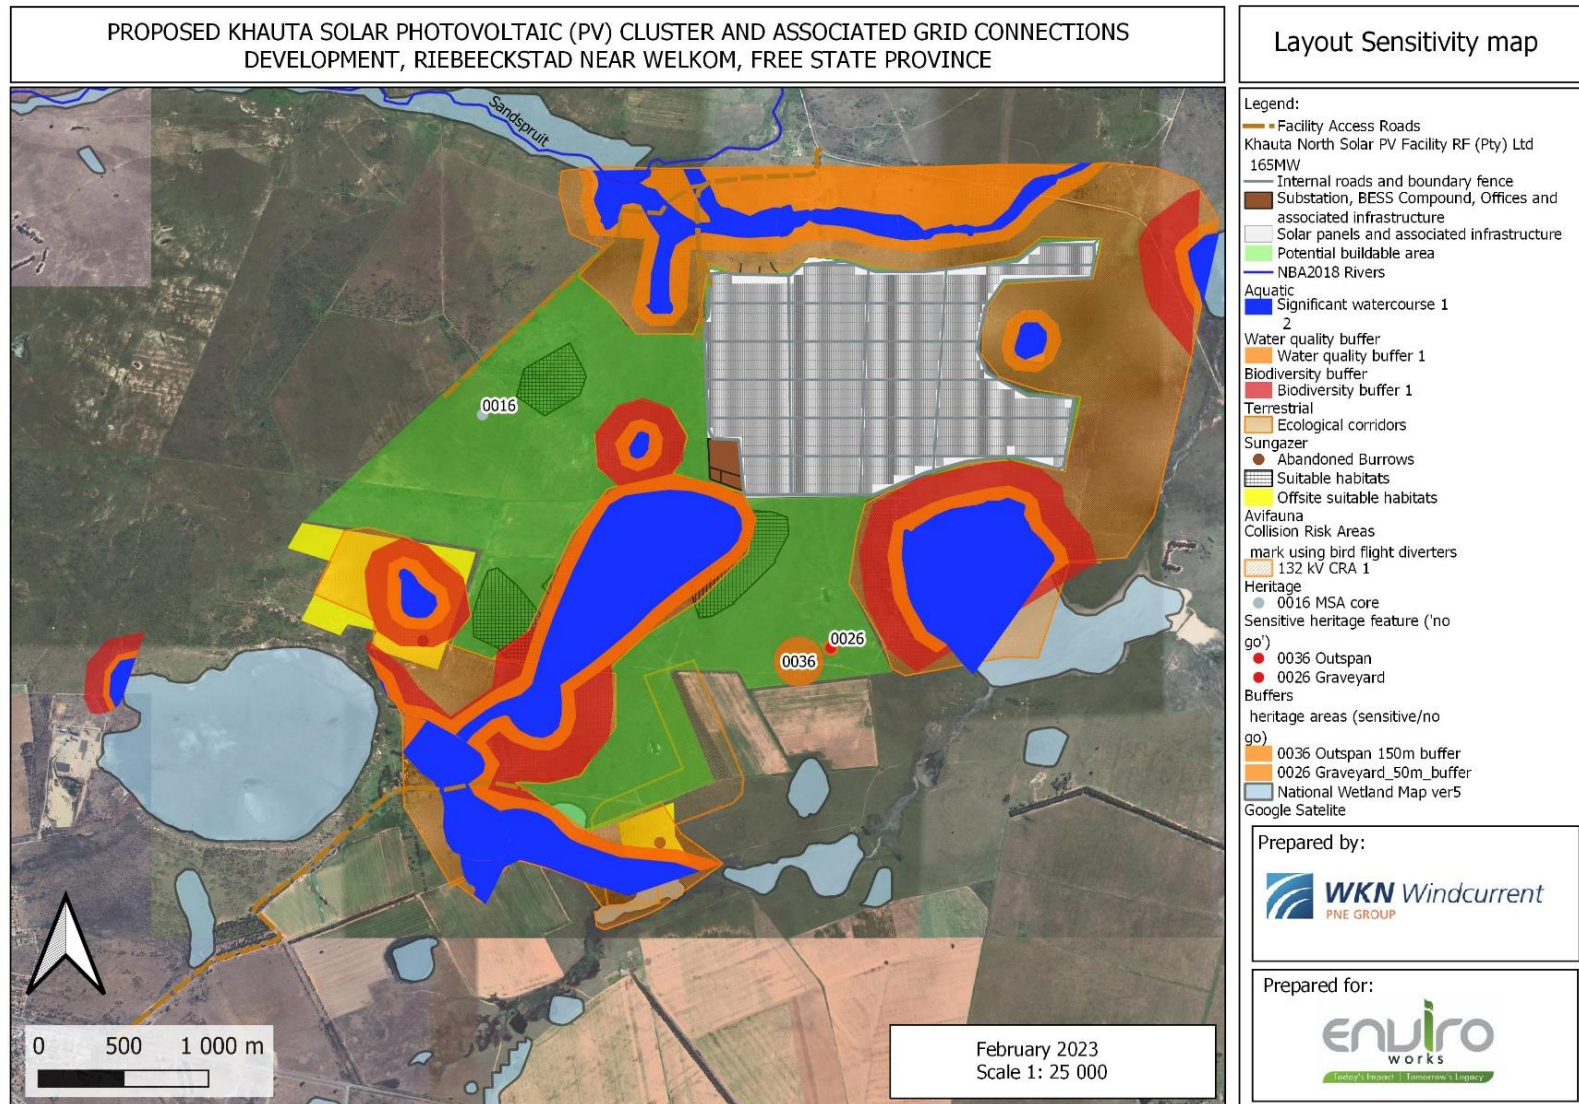 PROPOSED KHAUTA SOLAR PHOTOVOLTAIC (PV) CLUSTER AND ASSOCIATED GRID CONNECTIONS
DEVELOPMENT, RIEBEECKSTAD NEAR WELKOM, FREE STATE PROVINCE
Layout Sensitivity map
Sandspruit
0016
0026
0036
0 500 1 000 m
February 2023
Scale 1: 25 000
Legend:
Facility Access Roads
Khauta North Solar PV Facility RF (Pty) Ltd
165MW
Internal roads and boundary fence
Substation, BESS Compound, Offices and
associated infrastructure
Solar panels and associated infrastructure
Potential buildable area
NBA2018 Rivers
Aquatic
Significant watercourse 1
2
Water quality buffer
Water quality buffer 1
Biodiversity buffer
Biodiversity buffer 1
Terrestrial
Ecological corridors
Sungazer
Abandoned Burrows
Suitable habitats
Offsite suitable habitats
Avifauna
Collision Risk Areas
mark using bird flight diverters
132 kV CRA 1
Heritage
0016 MSA core
Sensitive heritage feature ('no
go')
0036 Outspan
0026 Graveyard
Buffers
heritage areas (sensitive/no
go)
0036 Outspan 150m buffer
0026 Graveyard_50m_buffer
National Wetland Map ver5
Google Satelite
Prepared by:
WKN Windcurrent
PNE GROUP
Prepared for:
enviro
works
Today's Impact | Tomorrow's Legacy